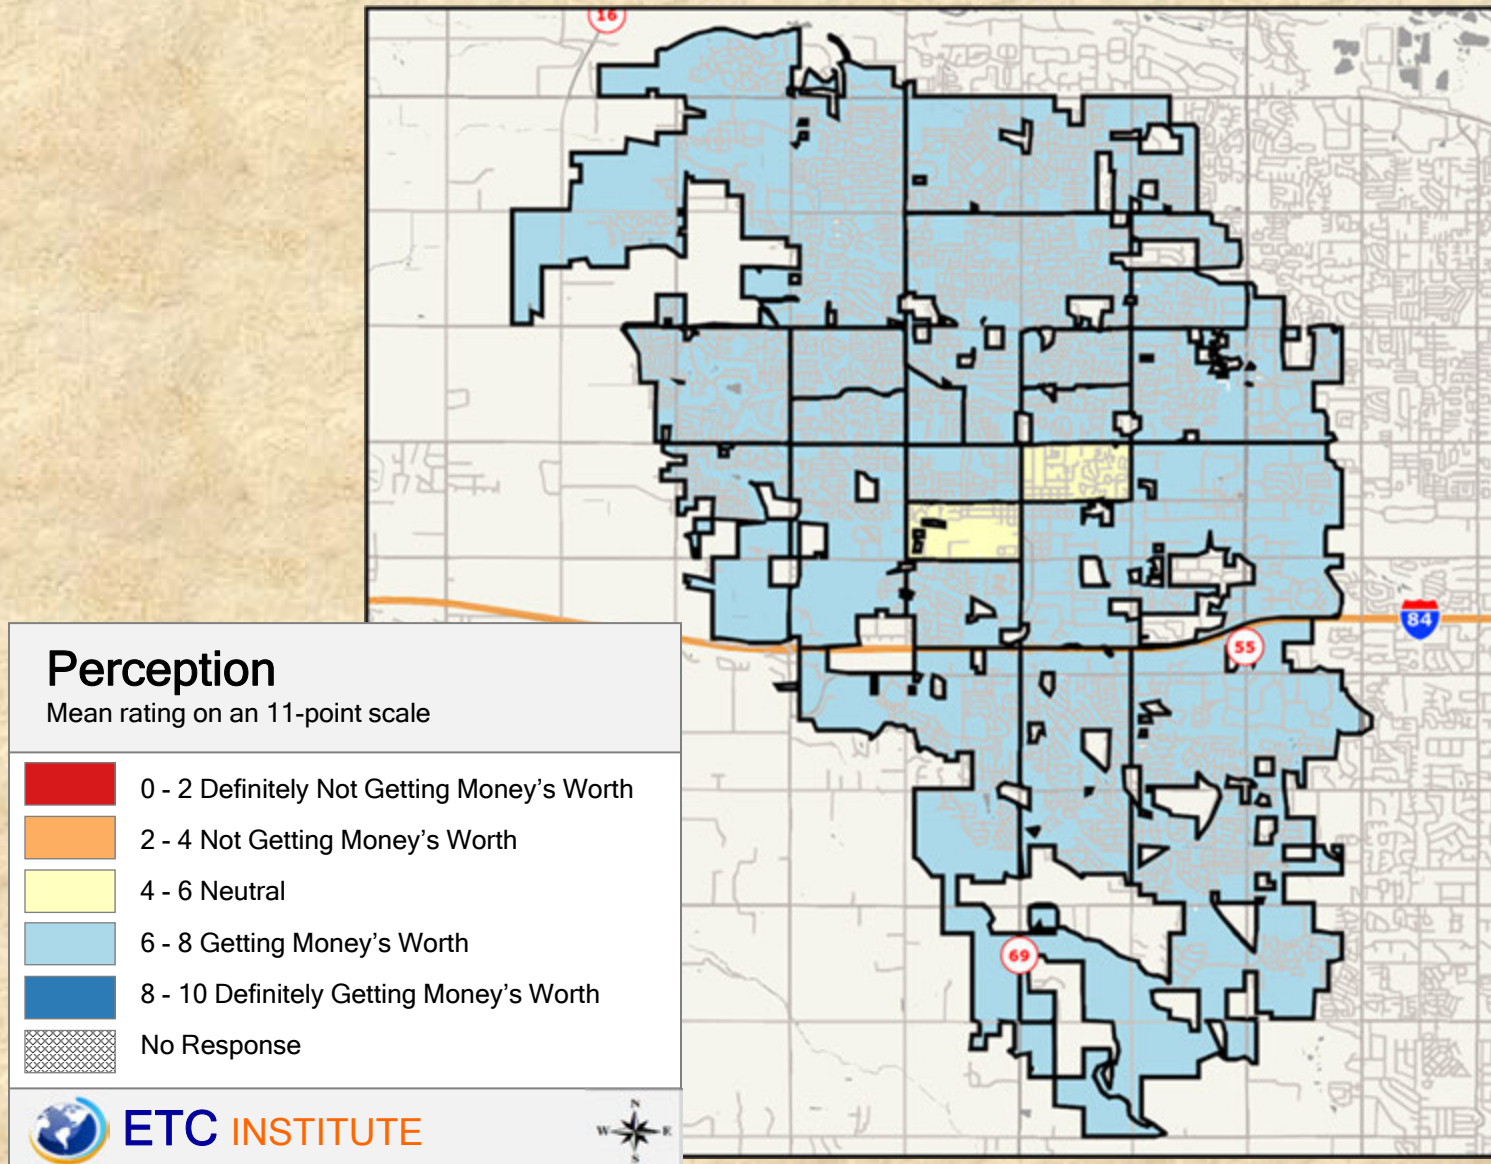 16
84
55
69
Perception
Mean rating on an 11-point scale
0 - 2 Definitely Not Getting Money's Worth
2 - 4 Not Getting Money's Worth
4 - 6 Neutral
6 - 8 Getting Money's Worth
8 - 10 Definitely Getting Money's Worth
No Response
ETC INSTITUTE
N
W E
S